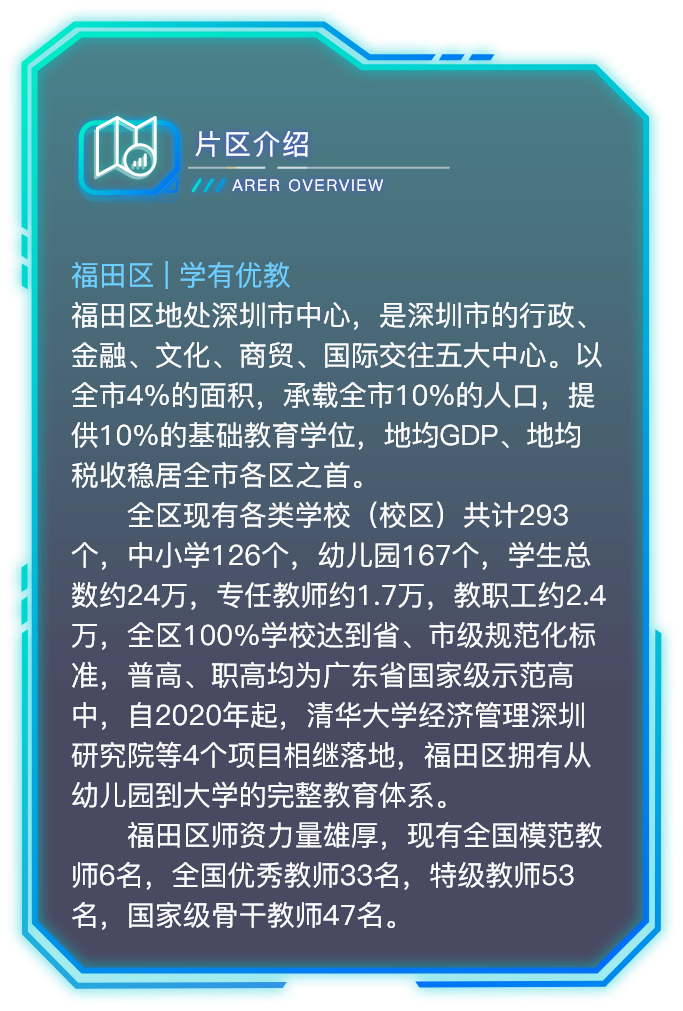 片区介绍
ARER OVERVIEW
福田区 | 学有优教
福田区地处深圳市中心，是深圳市的行政、
金融、文化、商贸、国际交往五大中心。以
全市4%的面积，承载全市10%的人口，提
供10%的基础教育学位，地均GDP、地均
税收稳居全市各区之首。
全区现有各类学校（校区）共计293
个，中小学126个，幼儿园167个，学生总
数约24万，专任教师约1.7万，教职工约2.4
万，全区100%学校达到省、市级规范化标
准，普高、职高均为广东省国家级示范高
中，自2020年起，清华大学经济管理深圳
研究院等4个项目相继落地，福田区拥有从
幼儿园到大学的完整教育体系。
福田区师资力量雄厚，现有全国模范教
师6名，全国优秀教师33名，特级教师53
名，国家级骨干教师47名。